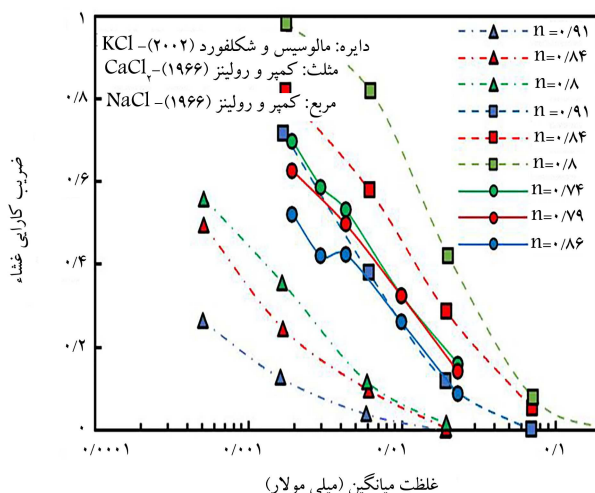 دایره: مالوسیس و شکلفورد (۲۰۰۲)-KCl
مثلث: کمپر و رولینز (۱۹۶۶)-CaCl۲
مربع: کمپر و رولینز (۱۹۶۶)-NaCl
n =۰/۹۱
n =۰/۸۴
n =۰/۸
n =۰/۹۱
n =۰/۸۴
n=۰/۸
n=۰/۷۴
n=۰/۷۹
n=۰/۸۶
ضریب کارایی غشاء
۱
۰/۸
۰/۶
۰/۴
۰/۲
۰
۰/۰۰۰۱
۰/۰۰۱
۰/۰۱
۰/۱
غلظت میانگین (میلی مولار)